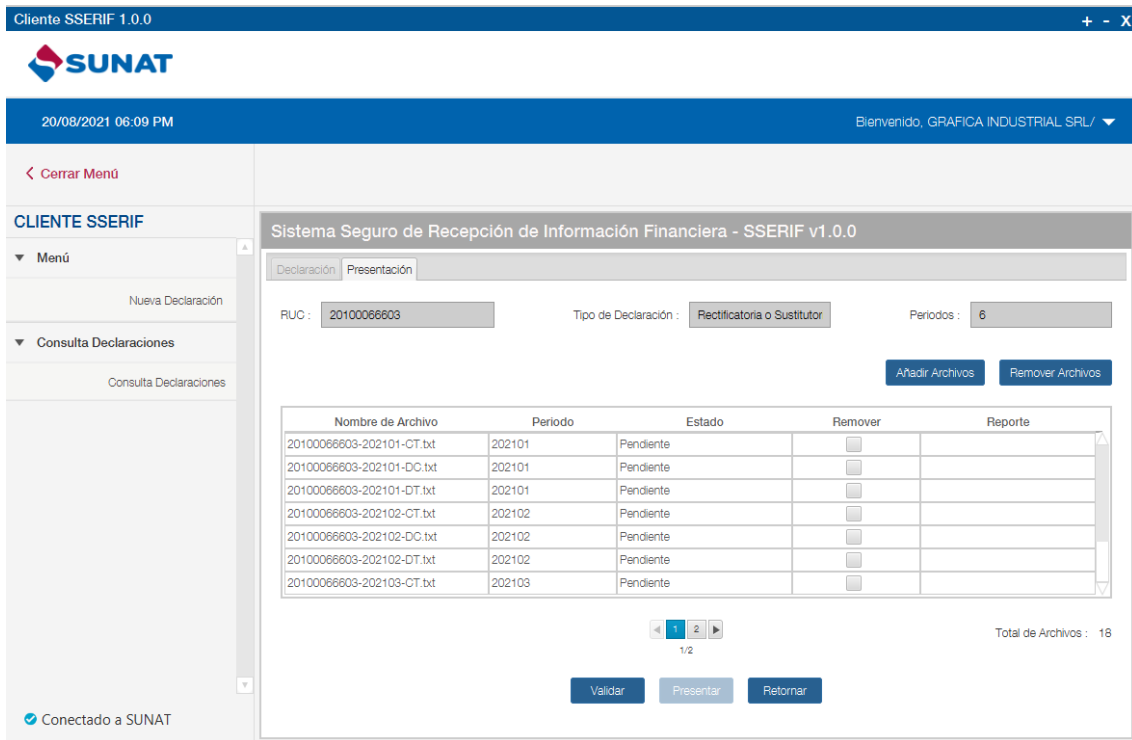 Cliente SSERIF 1.0.0 + - X
SUNAT
20/08/2021 06:09 PM Bienvenido, GRAFICA INDUSTRIAL SRL/
Cerrar Menú
CLIENTE SSERIF
Menú
Nueva Declaración
Consulta Declaraciones
Consulta Declaraciones
Conectado a SUNAT
Sistema Seguro de Recepción de Información Financiera - SSERIF v1.0.0
Declaración Presentación
RUC : 20100066603 Tipo de Declaración : Rectificatoria o Sustitutor Periodos : 6
Añadir Archivos Remover Archivos
Nombre de Archivo Periodo Estado Remover Reporte
20100066603-202101-CT.txt 202101 Pendiente
20100066603-202101-DC.txt 202101 Pendiente
20100066603-202101-DT.txt 202101 Pendiente
20100066603-202102-CT.txt 202102 Pendiente
20100066603-202102-DC.txt 202102 Pendiente
20100066603-202102-DT.txt 202102 Pendiente
20100066603-202103-CT.txt 202103 Pendiente
1 2
1/2
Total de Archivos : 18
Validar Presentar Retornar